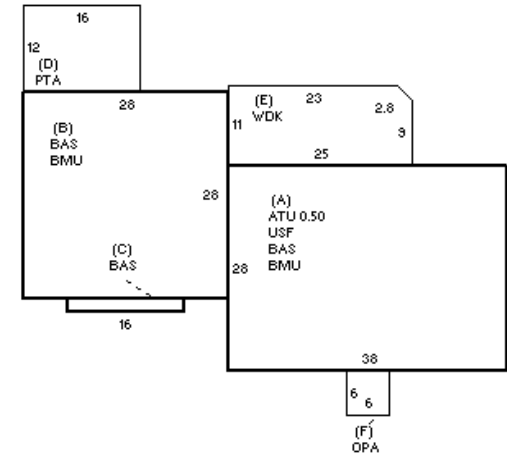 16
12
(D)
PTA
28
(B)
BAS
BMU
28
(C)
BAS
16
(E)
WDK
23
2.8
11
9
25
(A)
ATU 0.50
USF
BAS
BMU
28
38
6
6
(F)
OPA